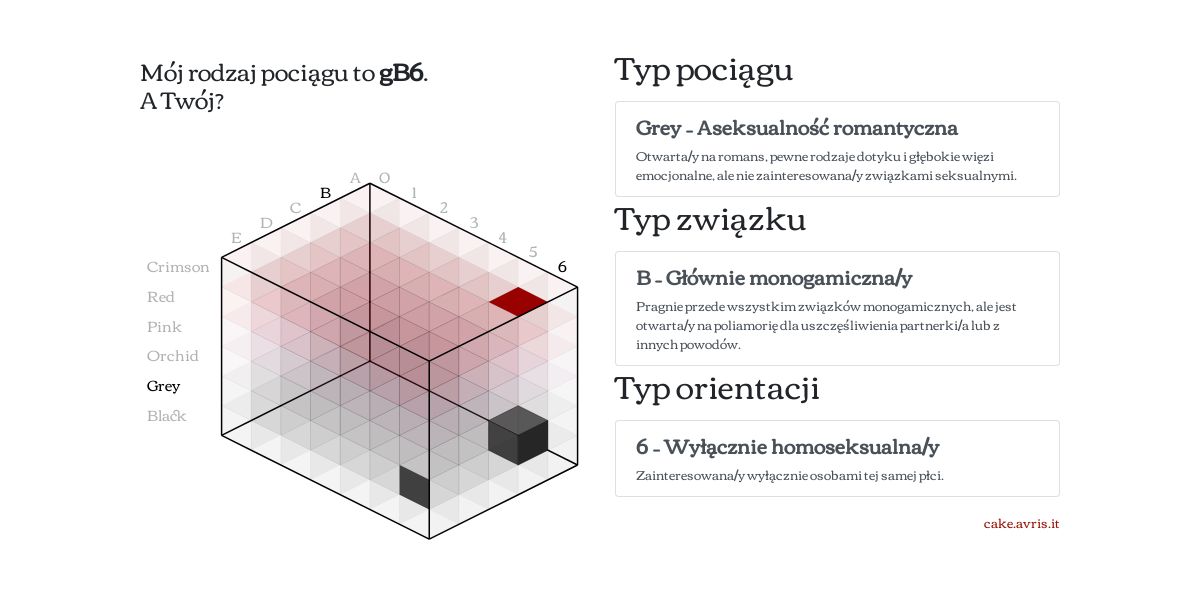 Mój rodzaj pociągu to gB6.
A Twój?
A
B
C
D
E
0
1
2
3
4
5
6
Crimson
Red
Pink
Orchid
Grey
Black
Typ pociągu
Grey – Aseksualność romantyczna
Otwarta/y na romans, pewne rodzaje dotyku i głębokie więzi
emocjonalne, ale nie zainteresowana/y związkami seksualnymi.
Typ związku
B – Głównie monogamiczna/y
Pragnie przede wszystkim związków monogamicznych, ale jest
otwarta/y na poliamorię dla uszczęśliwienia partnerki/a lub z
innych powodów.
Typ orientacji
6 – Wyłącznie homoseksualna/y
Zainteresowana/y wyłącznie osobami tej samej płci.
cake.avris.it